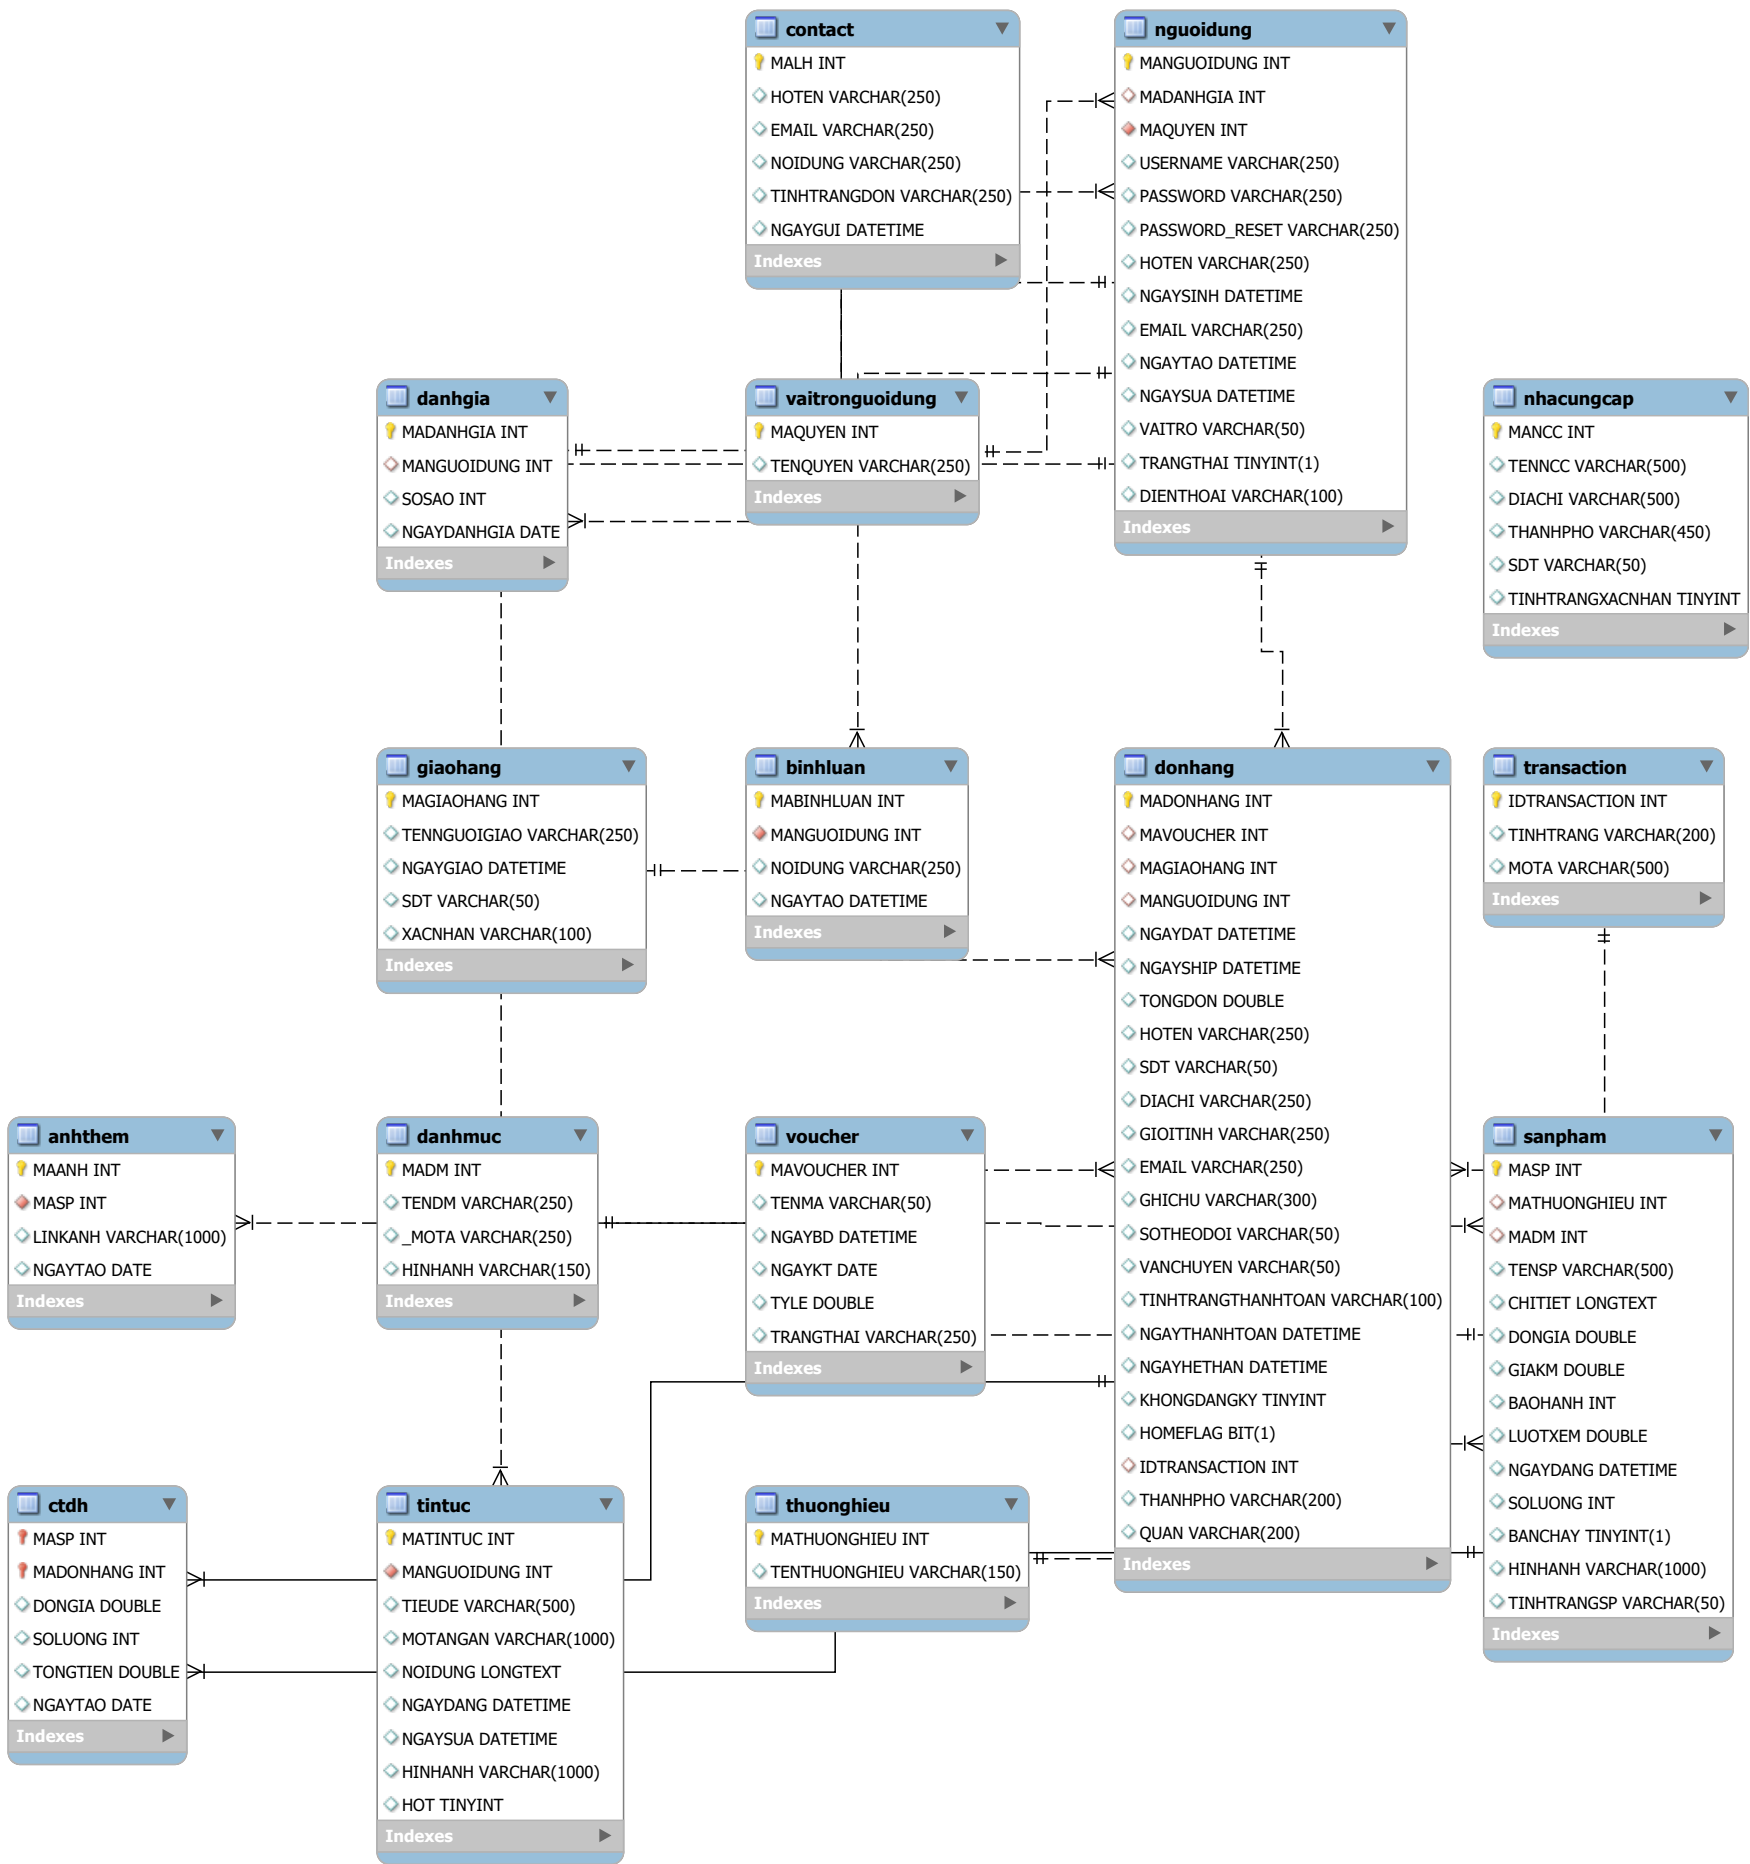 contact
MALH INT
HOTEN VARCHAR(250)
EMAIL VARCHAR(250)
NOIDUNG VARCHAR(250)
TINHTRANGDON VARCHAR(250)
NGAYGUI DATETIME
Indexes
nguoidung
MANGUOIDUNG INT
MADANHGIA INT
MAQUYEN INT
USERNAME VARCHAR(250)
PASSWORD VARCHAR(250)
PASSWORD_RESET VARCHAR(250)
HOTEN VARCHAR(250)
NGAYSINH DATETIME
EMAIL VARCHAR(250)
NGAYTAO DATETIME
NGAYSUA DATETIME
VAITRO VARCHAR(50)
TRANGTHAI TINYINT(1)
DIENTHOAI VARCHAR(100)
Indexes
danhgia
MADANHGIA INT
MANGUOIDUNG INT
SOSAO INT
NGAYDANHGIA DATE
Indexes
vaitronguoidung
MAQUYEN INT
TENQUYEN VARCHAR(250)
Indexes
nhacungcap
MANCC INT
TENNCC VARCHAR(500)
DIACHI VARCHAR(500)
THANHPHO VARCHAR(450)
SDT VARCHAR(50)
TINHTRANGXACNHAN TINYINT
Indexes
giaohang
MAGIAOHANG INT
TENNGUOIGIAO VARCHAR(250)
NGAYGIAO DATETIME
SDT VARCHAR(50)
XACNHAN VARCHAR(100)
Indexes
binhluan
MABINHLUAN INT
MANGUOIDUNG INT
NOIDUNG VARCHAR(250)
NGAYTAO DATETIME
Indexes
donhang
MADONHANG INT
MAVOUCHER INT
MAGIAOHANG INT
MANGUOIDUNG INT
NGAYDAT DATETIME
NGAYSHIP DATETIME
TONGDON DOUBLE
HOTEN VARCHAR(250)
SDT VARCHAR(50)
DIACHI VARCHAR(250)
GIOITINH VARCHAR(250)
EMAIL VARCHAR(250)
GHICHU VARCHAR(300)
SOTHEODOI VARCHAR(50)
VANCHUYEN VARCHAR(50)
TINHTRANGTHANHTOAN VARCHAR(100)
NGAYTHANHTOAN DATETIME
NGAYHETHAN DATETIME
KHONGDANGKY TINYINT
HOMEFLAG BIT(1)
IDTRANSACTION INT
THANHPHO VARCHAR(200)
QUAN VARCHAR(200)
Indexes
transaction
IDTRANSACTION INT
TINHTRANG VARCHAR(200)
MOTA VARCHAR(500)
Indexes
anhthem
MAANH INT
MASP INT
LINKANH VARCHAR(1000)
NGAYTAO DATE
Indexes
danhmuc
MADM INT
TENDM VARCHAR(250)
_MOTA VARCHAR(250)
HINHANH VARCHAR(150)
Indexes
voucher
MAVOUCHER INT
TENMA VARCHAR(50)
NGAYBD DATETIME
NGAYKT DATE
TYLE DOUBLE
TRANGTHAI VARCHAR(250)
Indexes
sanpham
MASP INT
MATHUONGHIEU INT
MADM INT
TENSP VARCHAR(500)
CHITIET LONGTEXT
DONGIA DOUBLE
GIAKM DOUBLE
BAOHANH INT
LUOTXEM DOUBLE
NGAYDANG DATETIME
SOLUONG INT
BANCHAY TINYINT(1)
HINHANH VARCHAR(1000)
TINHTRANGSP VARCHAR(50)
Indexes
ctdh
MASP INT
MADONHANG INT
DONGIA DOUBLE
SOLUONG INT
TONGTIEN DOUBLE
NGAYTAO DATE
Indexes
tintuc
MATINTUC INT
MANGUOIDUNG INT
TIEUDE VARCHAR(500)
MOTANGAN VARCHAR(1000)
NOIDUNG LONGTEXT
NGAYDANG DATETIME
NGAYSUA DATETIME
HINHANH VARCHAR(1000)
HOT TINYINT
Indexes
thuonghieu
MATHUONGHIEU INT
TENTHUONGHIEU VARCHAR(150)
Indexes